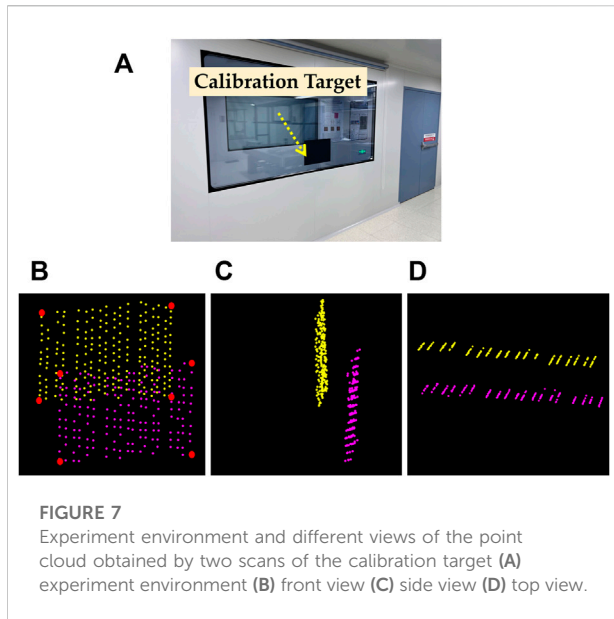 A
Calibration Target
B
C
D
FIGURE 7
Experiment environment and different views of the point
cloud obtained by two scans of the calibration target (A)
experiment environment (B) front view (C) side view (D) top view.